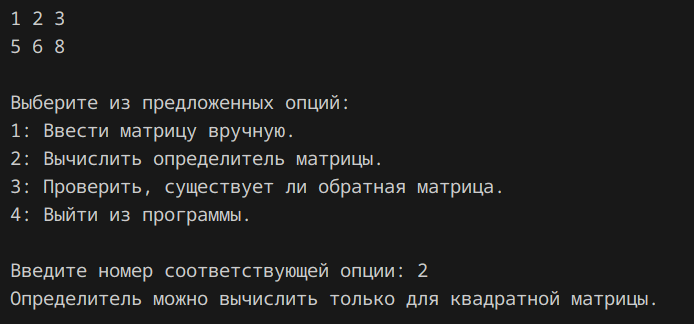 1 2 3
5 6 8
Выберите из предложенных опций:
1: Ввести матрицу вручную.
2: Вычислить определитель матрицы.
3: Проверить, существует ли обратная матрица.
4: Выйти из программы.
Введите номер соответствующей опции: 2
Определитель можно вычислить только для квадратной матрицы.